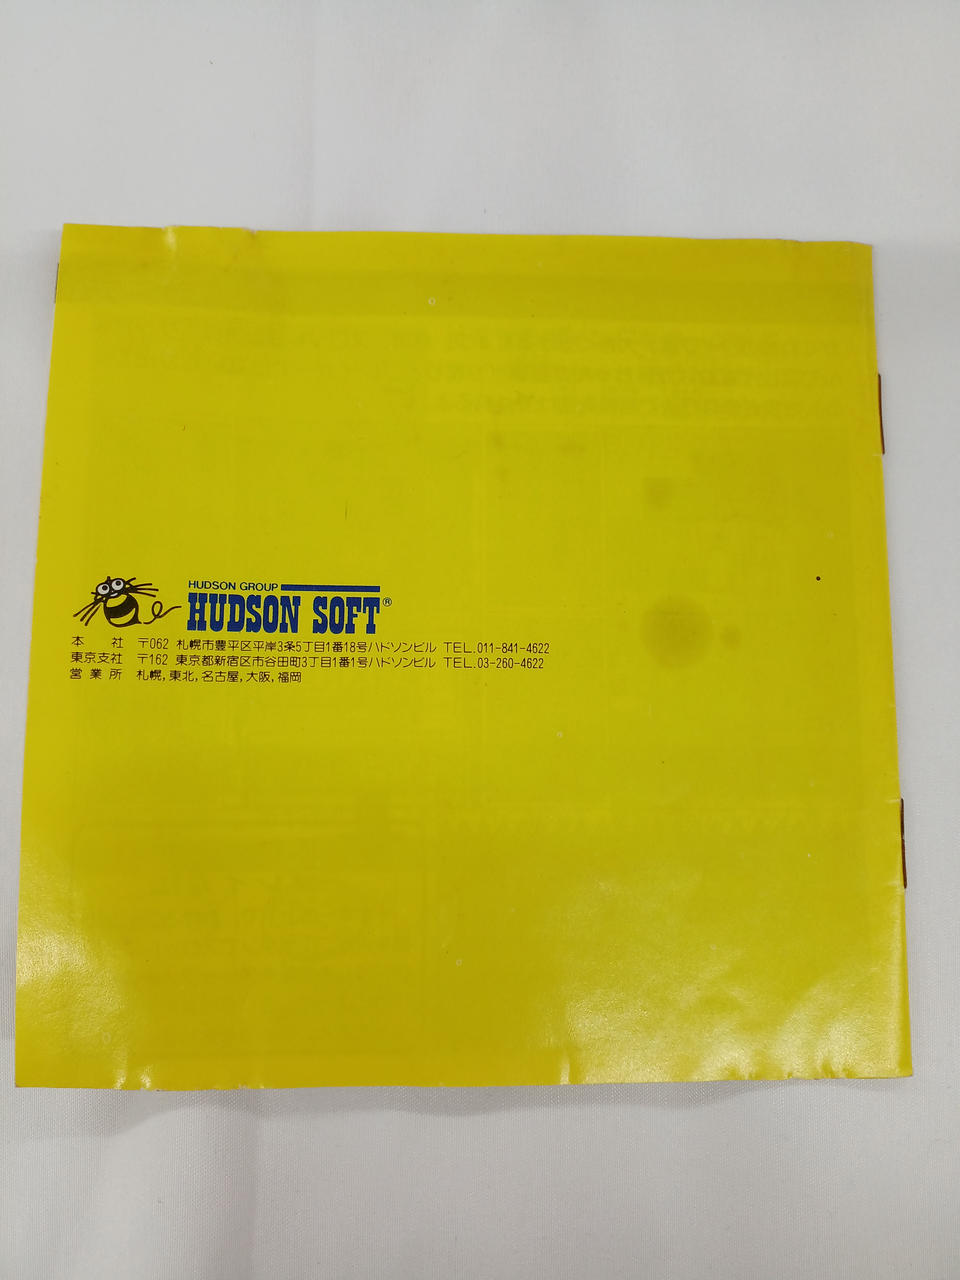 HUDSON GROUP
HUDSON SOFT®
本 社 〒062 札幌市豊平区平岸3条5丁目1番18号ハドソンビル TEL.011-841-4622
東京支社 〒162 東京都新宿区市谷田町3丁目1番1号ハドソンビル TEL.03-260-4622
営業所 札幌,東北,名古屋,大阪,福岡